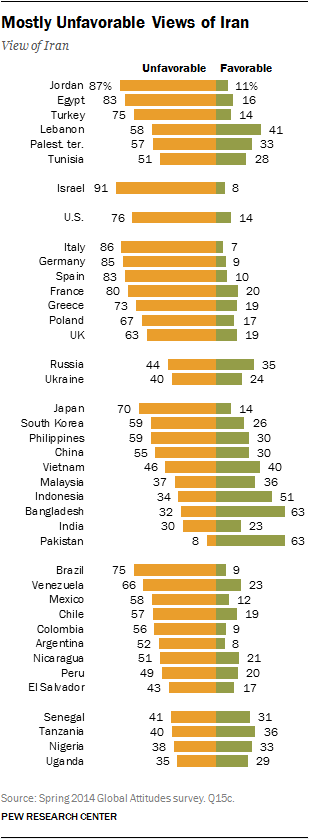 Mostly Unfavorable Views of Iran
View of Iran
Unfavorable Favorable
Jordan 87% 11%
Egypt 83 16
Turkey 75 14
Lebanon 58 41
Palest. ter. 57 33
Tunisia 51 28
Israel 91 8
U.S. 76 14
Italy 86 7
Germany 85 9
Spain 83 10
France 80 20
Greece 73 19
Poland 67 17
UK 63 19
Russia 44 35
Ukraine 40 24
Japan 70 14
South Korea 59 26
Philippines 59 30
China 55 30
Vietnam 46 40
Malaysia 37 36
Indonesia 34 51
Bangladesh 32 63
India 30 23
Pakistan 8 63
Brazil 75 9
Venezuela 66 23
Mexico 58 12
Chile 57 19
Colombia 56 9
Argentina 52 8
Nicaragua 51 21
Peru 49 20
El Salvador 43 17
Senegal 41 31
Tanzania 40 36
Nigeria 38 33
Uganda 35 29
Source: Spring 2014 Global Attitudes survey. Q15c.
PEW RESEARCH CENTER